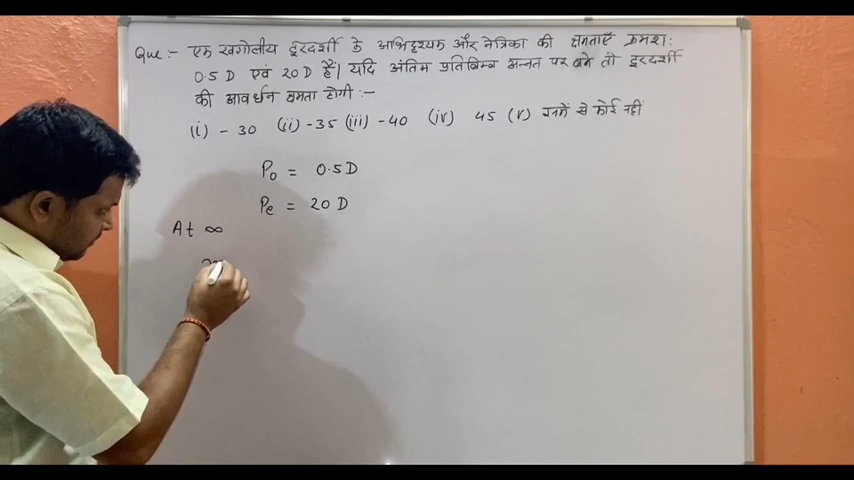 Que :- एक खगोलीय दूरदर्शी के अभिदृश्यक और नेत्रिका की क्षमताएँ क्रमश:
0.5 D एवं 20 D हैं। यदि अंतिम प्रतिबिम्ब अनन्त पर बने तो दूरदर्शी
की आवर्धन क्षमता होगी :-
(i) - 30 (ii) - 35 (iii) - 40 (iv) 45 (v) इनमें से कोई नहीं
Po = 0.5 D
Pe = 20 D
At ∞